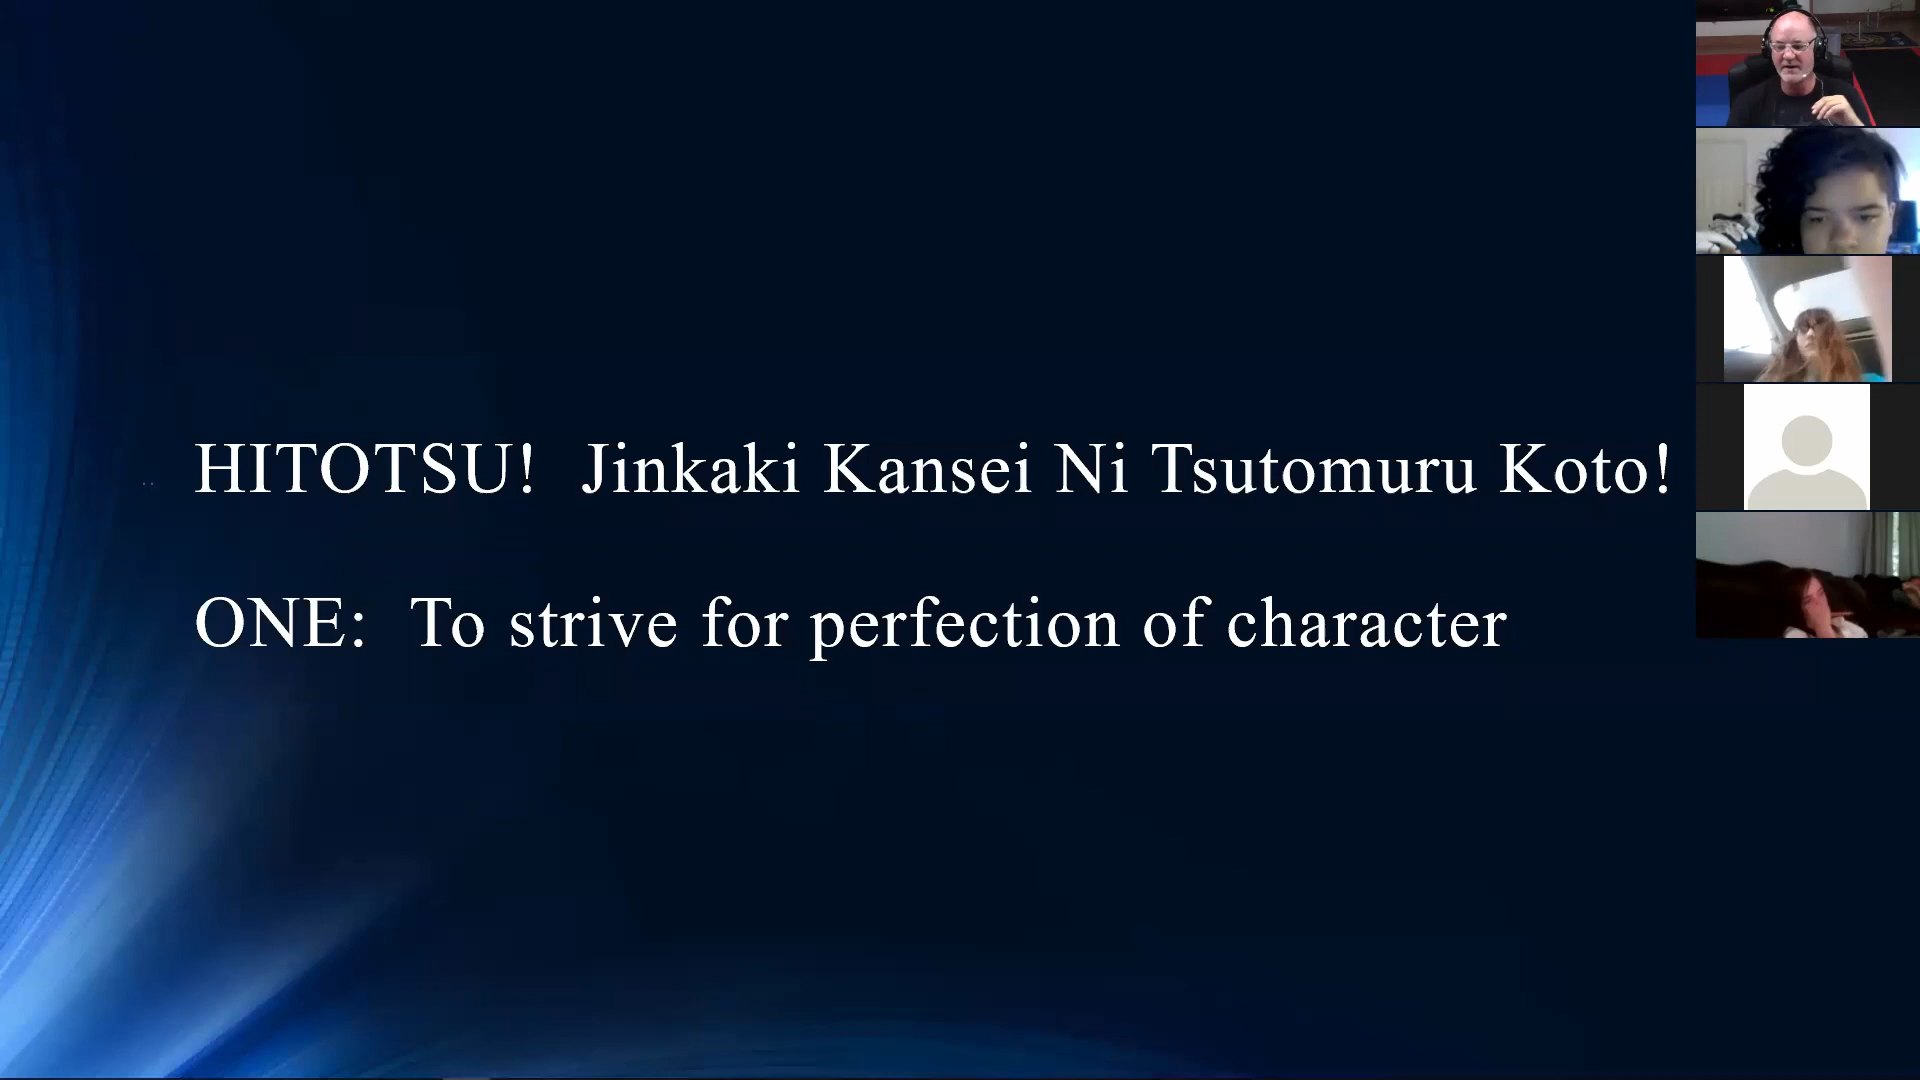 HITOTSU!  Jinkaki Kansei Ni Tsutomuru Koto!
ONE:  To strive for perfection of character